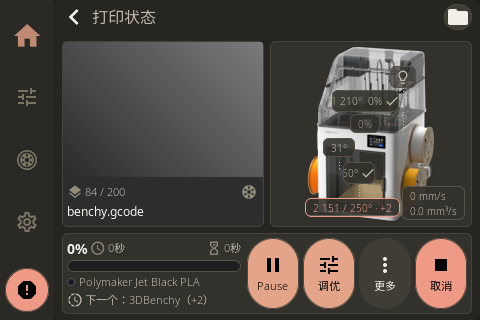 打印状态
1 210° 0%
0%
31°
60°
2 151 / 250° · +2
0 mm/s
0.0 mm³/s
84 / 200
benchy.gcode
0% 0秒 0秒
Polymaker Jet Black PLA
下一个：3DBenchy（+2）
Pause
调优
更多
取消